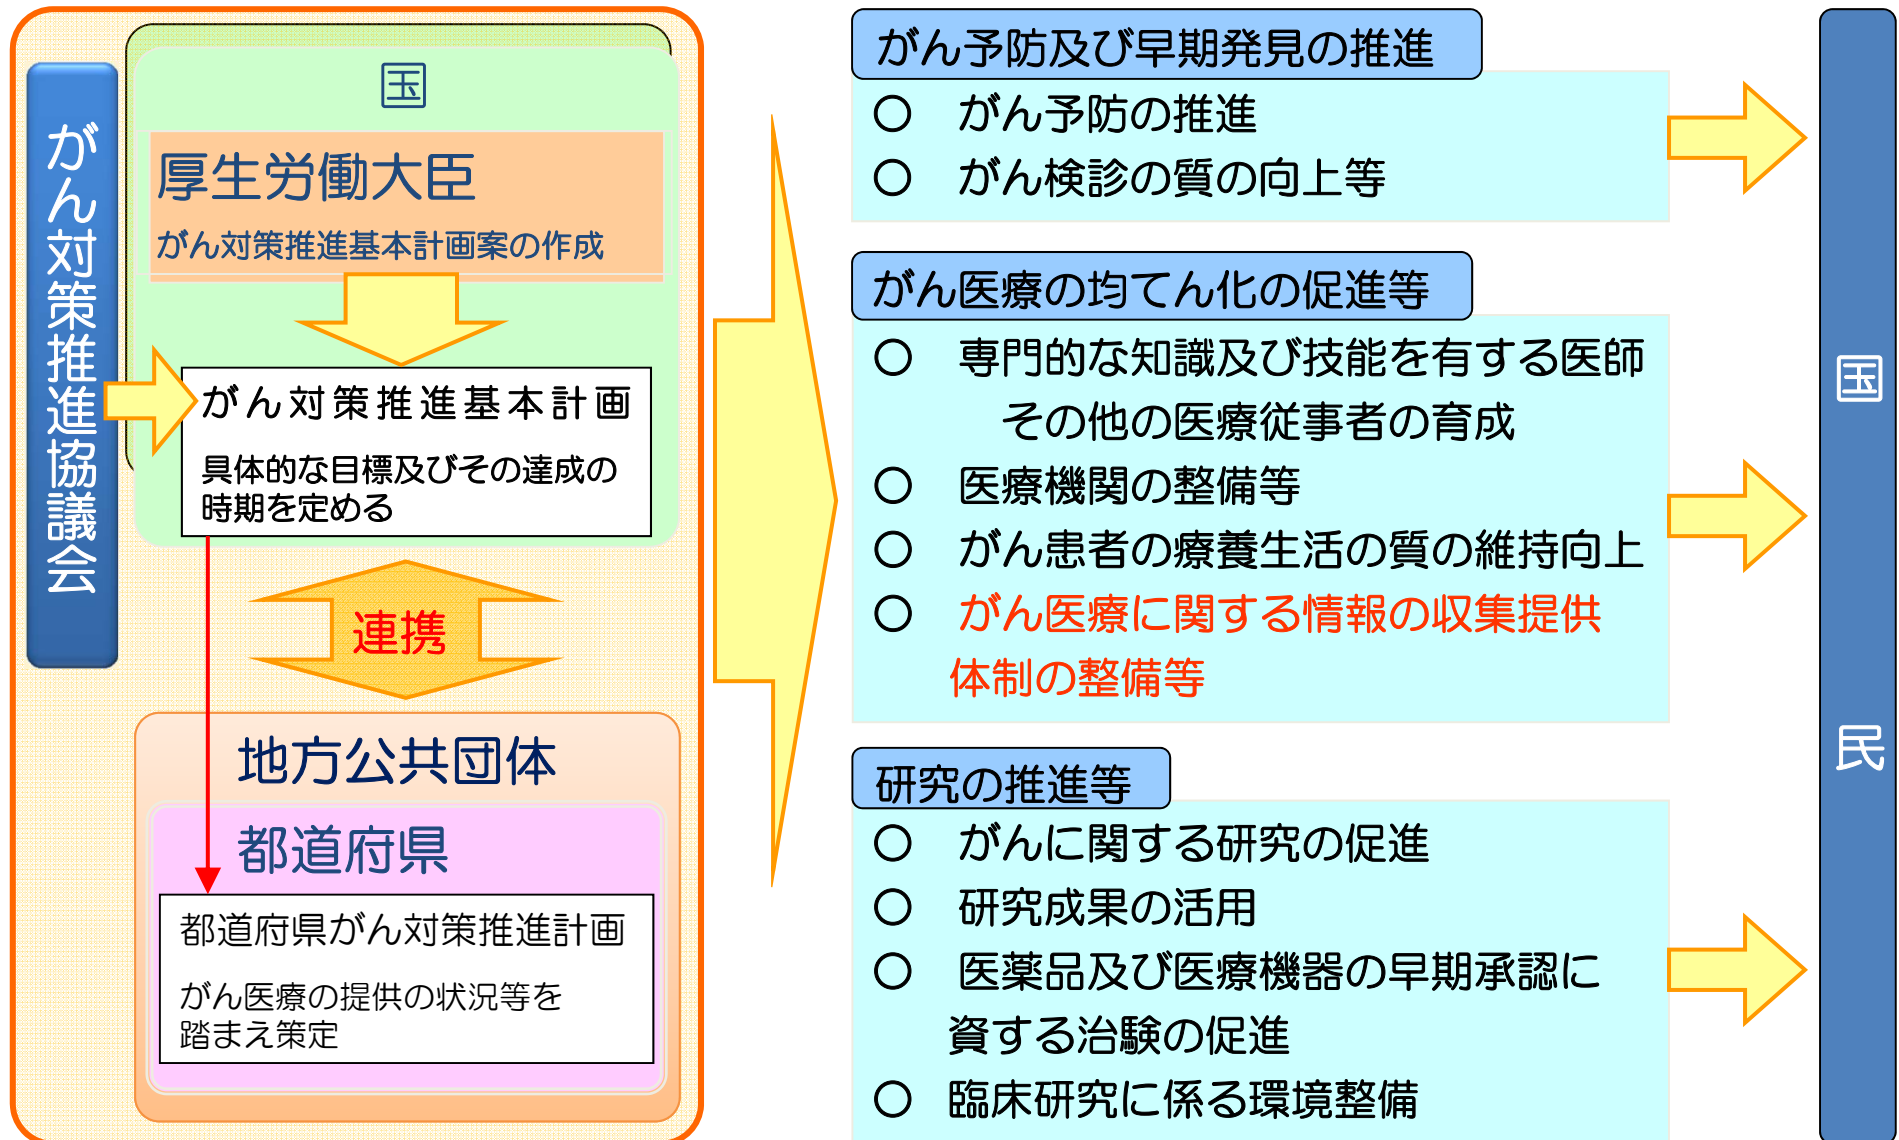 がん対策推進協議会
国
厚生労働大臣
がん対策推進基本計画案の作成
がん対策推進基本計画
具体的な目標及びその達成の
時期を定める
連携
地方公共団体
都道府県
都道府県がん対策推進計画
がん医療の提供の状況等を
踏まえ策定
がん予防及び早期発見の推進
○ がん予防の推進
○ がん検診の質の向上等
がん医療の均てん化の促進等
○ 専門的な知識及び技能を有する医師
その他の医療従事者の育成
○ 医療機関の整備等
○ がん患者の療養生活の質の維持向上
○ がん医療に関する情報の収集提供
体制の整備等
研究の推進等
○ がんに関する研究の促進
○ 研究成果の活用
○ 医薬品及び医療機器の早期承認に
資する治験の促進
○ 臨床研究に係る環境整備
国民